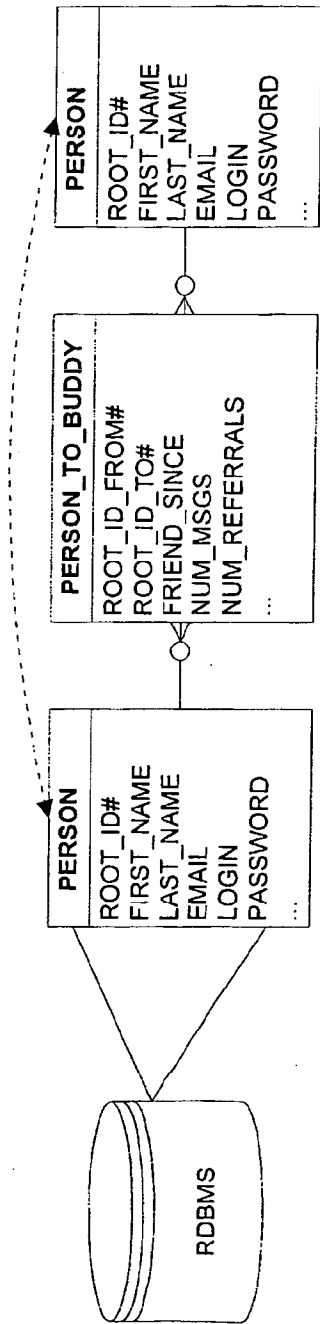 RDBMS
PERSON
ROOT_ID#
FIRST_NAME
LAST_NAME
EMAIL
LOGIN
PASSWORD
...
PERSON_TO_BUDDY
ROOT_ID_FROM#
ROOT_ID_TO#
FRIEND_SINCE
NUM_MSGS
NUM_REFERRALS
...
PERSON
ROOT_ID#
FIRST_NAME
LAST_NAME
EMAIL
LOGIN
PASSWORD
...